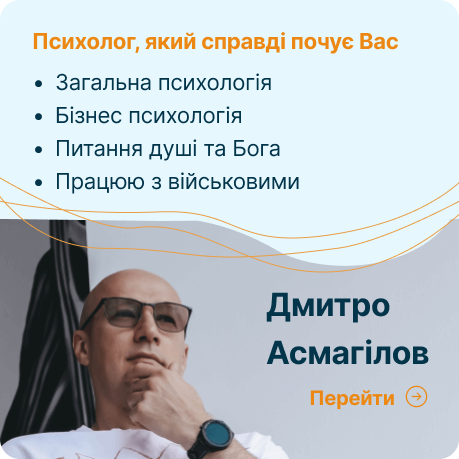 Психолог, який справді почує Вас
• Загальна психологія
• Бізнес психологія
• Питання душі та Бога
• Працюю з військовими
Дмитро
Асмагілов
Перейти